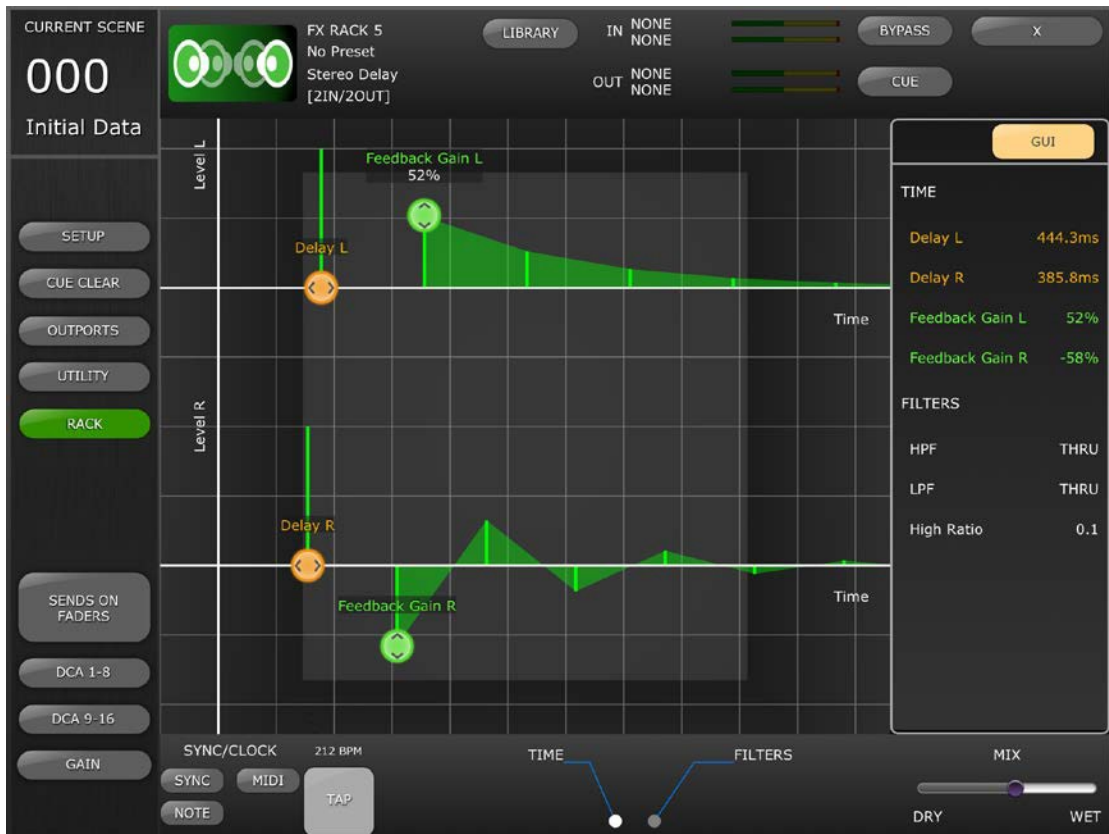 CURRENT SCENE
000
Initial Data
SETUP
CUE CLEAR
OUTPORTS
UTILITY
RACK
SENDS ON
FADERS
DCA 1-8
DCA 9-16
GAIN
FX RACK 5
No Preset
Stereo Delay
[2IN/2OUT]
LIBRARY
IN NONE
NONE
OUT NONE
NONE
BYPASS
CUE
X
Level L
Feedback Gain L
52%
Delay L
Time
Level R
Delay R
Feedback Gain R
Time
GUI
TIME
Delay L 444.3ms
Delay R 385.8ms
Feedback Gain L 52%
Feedback Gain R -58%
FILTERS
HPF THRU
LPF THRU
High Ratio 0.1
SYNC/CLOCK 212 BPM
SYNC MIDI
NOTE
TAP
TIME
FILTERS
MIX
DRY WET